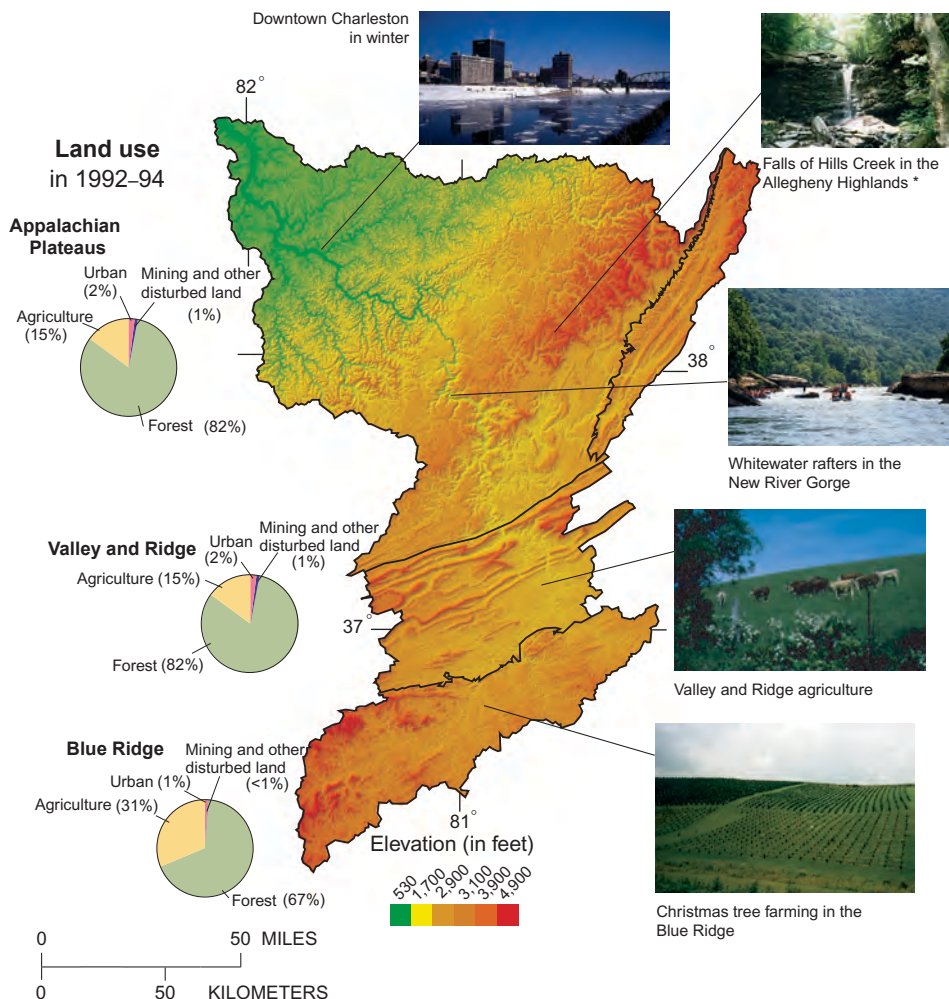 Downtown Charleston
in winter
82°
Land use
in 1992–94
Falls of Hills Creek in the
Allegheny Highlands *
Appalachian
Plateaus
Urban
(2%)
Mining and other
disturbed land
(1%)
Agriculture
(15%)
Forest (82%)
38°
Whitewater rafters in the
New River Gorge
Valley and Ridge
Urban
(2%)
Mining and other
disturbed land
(1%)
Agriculture (15%)
Forest (82%)
37°
Valley and Ridge agriculture
Blue Ridge
Mining and other
disturbed land
(<1%)
Urban (1%)
Agriculture (31%)
Forest (67%)
81°
Elevation (in feet)
530 1,700 2,900 3,100 3,900 4,900
Christmas tree farming in the
Blue Ridge
0 50 MILES
0 50 KILOMETERS